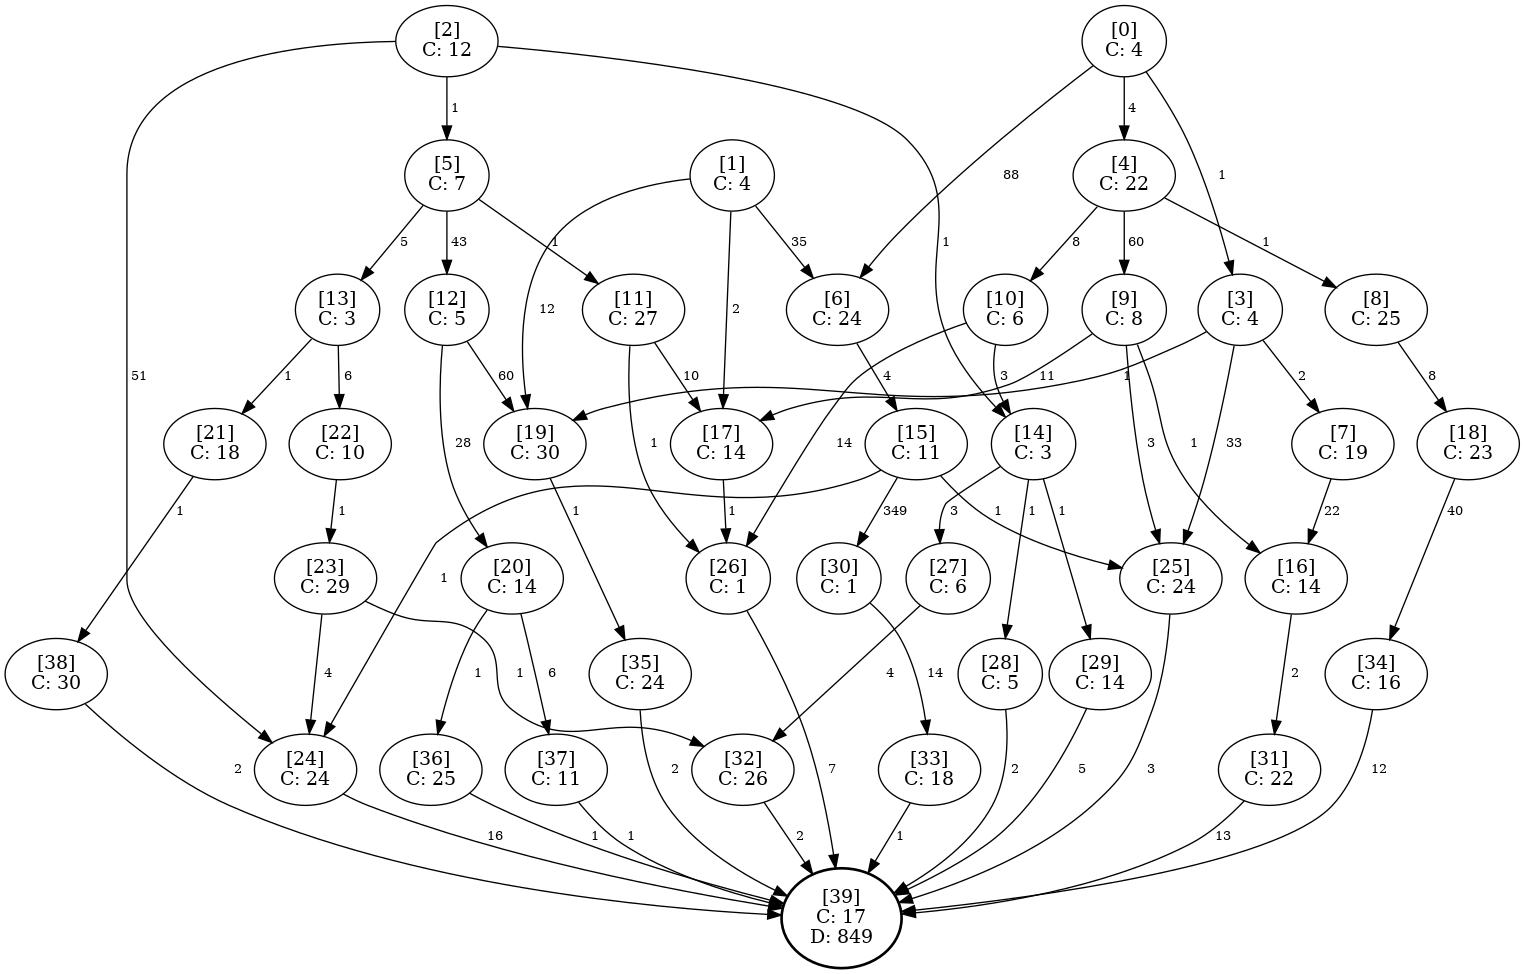 [2]
C: 12
[0]
C: 4
1
4
88
1
51
1
[5]
C: 7
[1]
C: 4
[4]
C: 22
5
43
1
12
2
35
8
60
1
[13]
C: 3
[12]
C: 5
[11]
C: 27
[6]
C: 24
[10]
C: 6
[9]
C: 8
[3]
C: 4
[8]
C: 25
1
6
60
10
4
3
11
1
2
8
28
1
14
3
1
33
[21]
C: 18
[22]
C: 10
[19]
C: 30
[17]
C: 14
[15]
C: 11
[14]
C: 3
[7]
C: 19
[18]
C: 23
1
1
1
1
349
1
3
1
1
22
40
1
[23]
C: 29
[20]
C: 14
[26]
C: 1
[30]
C: 1
[27]
C: 6
[25]
C: 24
[16]
C: 14
4
1
1
6
14
4
2
[38]
C: 30
[35]
C: 24
[28]
C: 5
[29]
C: 14
[34]
C: 16
[24]
C: 24
[36]
C: 25
[37]
C: 11
[32]
C: 26
[33]
C: 18
[31]
C: 22
2
2
7
2
5
3
12
16
1
1
2
1
13
[39]
C: 17
D: 849